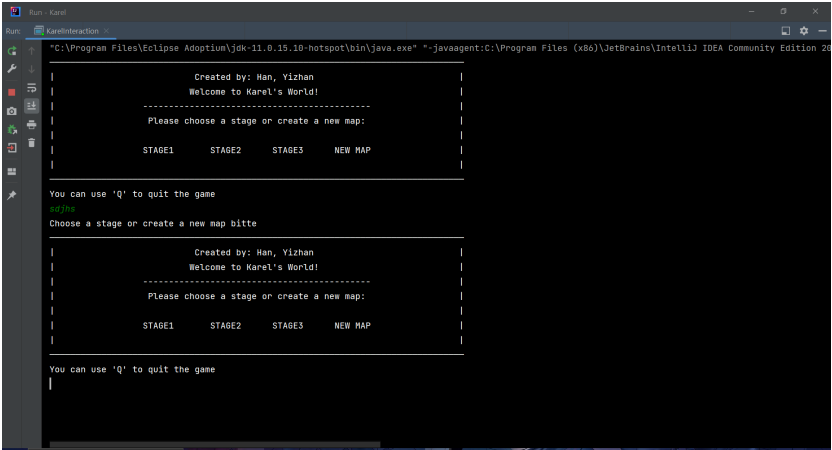 Run - Karel
Run: KarelInteraction
"C:\Program Files\Eclipse Adoptium\jdk-11.0.15.10-hotspot\bin\java.exe" "-javaagent:C:\Program Files (x86)\JetBrains\IntelliJ IDEA Community Edition 20
Created by: Han, Yizhan
Welcome to Karel's World!
-------------------------------------------
Please choose a stage or create a new map:
STAGE1 STAGE2 STAGE3 NEW MAP
You can use 'Q' to quit the game
sdjhs
Choose a stage or create a new map bitte
Created by: Han, Yizhan
Welcome to Karel's World!
-------------------------------------------
Please choose a stage or create a new map:
STAGE1 STAGE2 STAGE3 NEW MAP
You can use 'Q' to quit the game